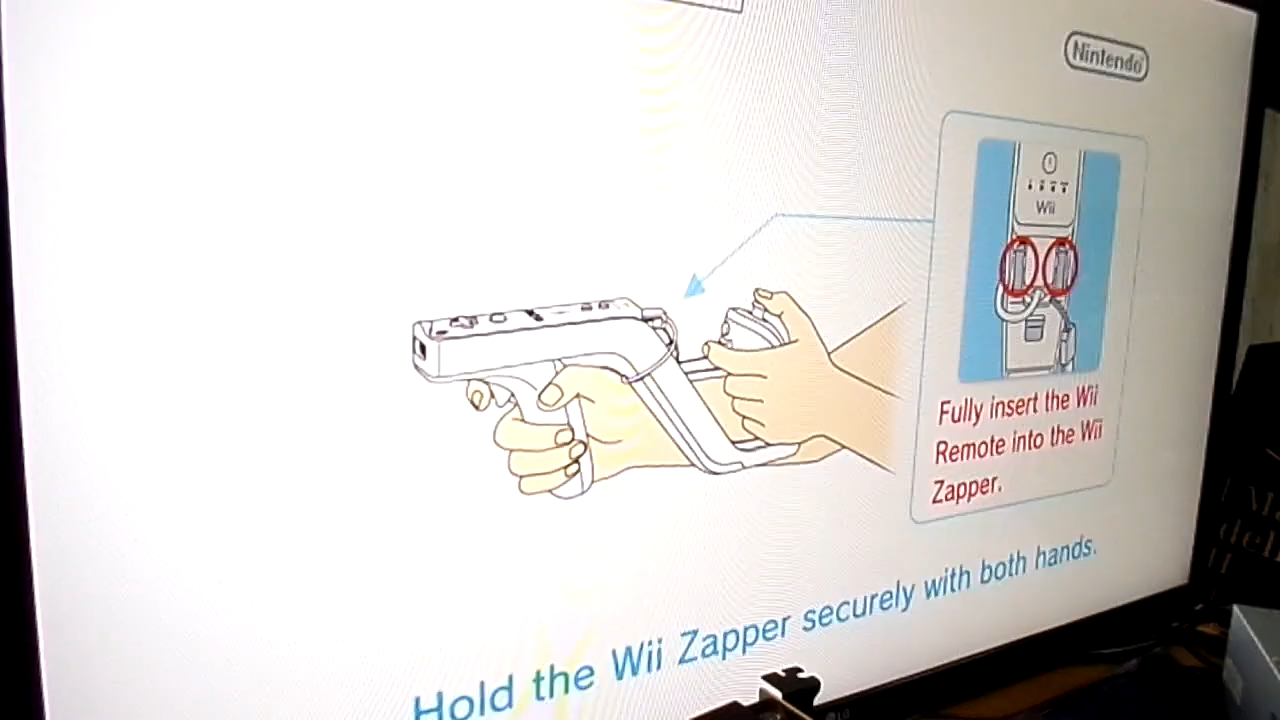 Nintendo
Wii
Fully insert the Wii
Remote into the Wii
Zapper.
Hold the Wii Zapper securely with both hands.